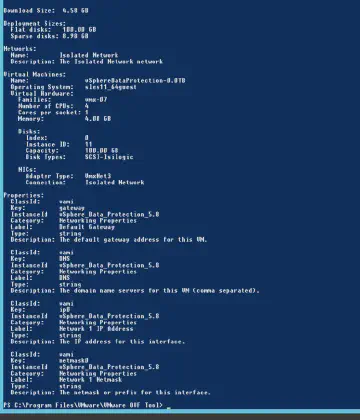 Download Size:  4.58 GB
Deployment Sizes:
Flat disks:   100.00 GB
Sparse disks: 8.98 GB
Networks:
Name:        Isolated Network
Description: The Isolated Network network
Virtual Machines:
Name:               vSphereDataProtection-0.0TB
Operating System:   sles11_64guest
Virtual Hardware:
Families:         vmx-07
Number of CPUs:   4
Cores per socket: 1
Memory:           4.00 GB
Disks:
Index:          0
Instance ID:    11
Capacity:       100.00 GB
Disk Types:     SCSI-lsilogic
NICs:
Adapter Type:   VmxNet3
Connection:     Isolated Network
Properties:
ClassId:     vami
Key:         gateway
InstanceId   vSphere_Data_Protection_5.8
Category:    Networking Properties
Label:       Default Gateway
Type:        string
Description: The default gateway address for this VM.
ClassId:     vami
Key:         DNS
InstanceId   vSphere_Data_Protection_5.8
Category:    Networking Properties
Label:       DNS
Type:        string
Description: The domain name servers for this VM (comma separated).
ClassId:     vami
Key:         ip0
InstanceId   vSphere_Data_Protection_5.8
Category:    Networking Properties
Label:       Network 1 IP Address
Type:        string
Description: The IP address for this interface.
ClassId:     vami
Key:         netmask0
InstanceId   vSphere_Data_Protection_5.8
Category:    Networking Properties
Label:       Network 1 Netmask
Type:        string
Description: The netmask or prefix for this interface.
PS C:\Program Files\VMware\VMware OVF Tool> _